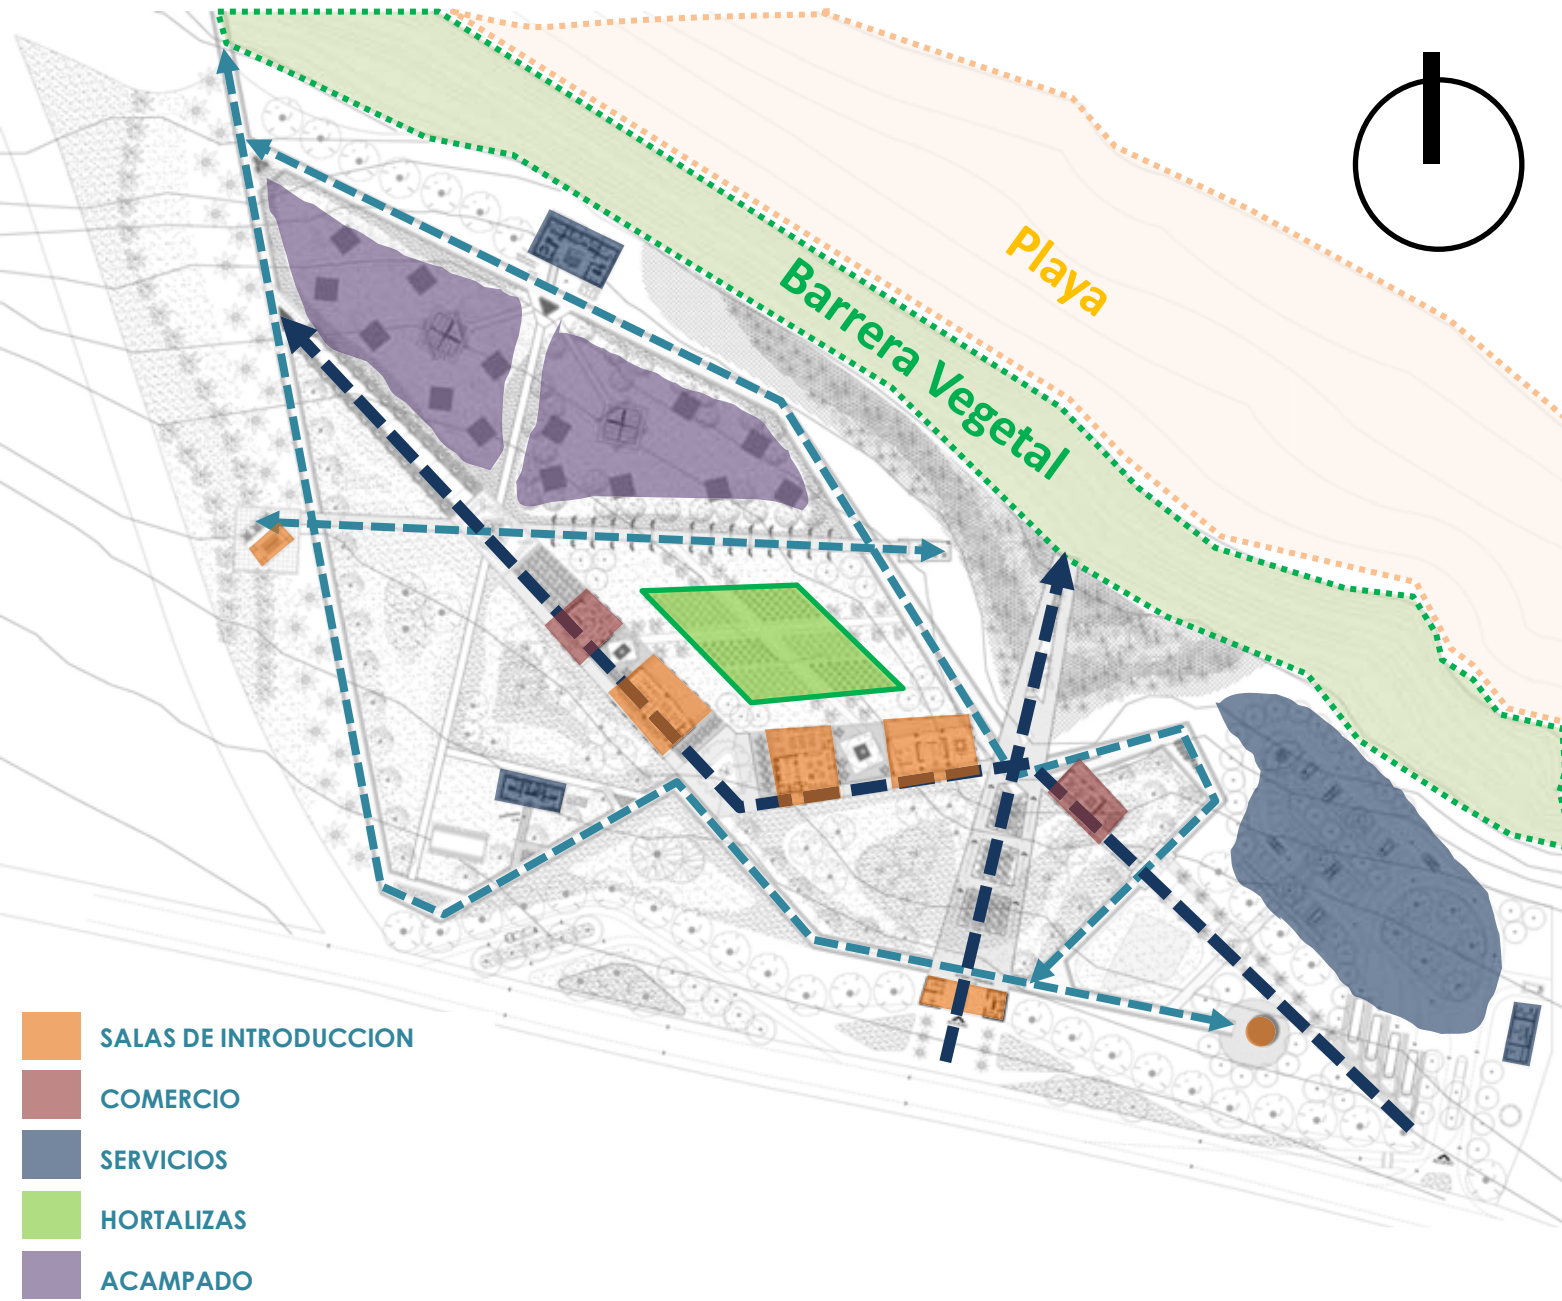 Playa
Barrera Vegetal
SALAS DE INTRODUCCION
COMERCIO
SERVICIOS
HORTALIZAS
ACAMPADO